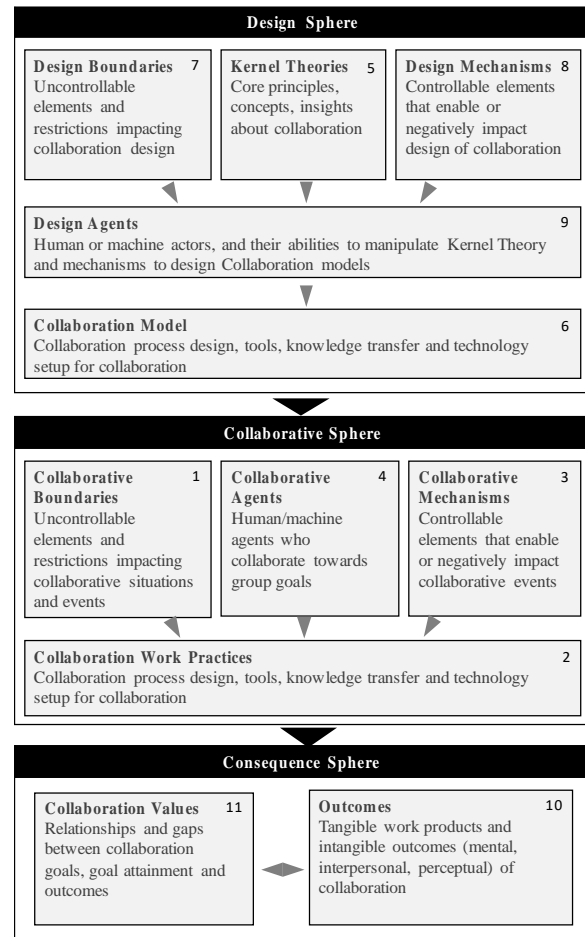 Design Sphere
Design Boundaries 7
Uncontrollable
elements and
restrictions impacting
collaboration design
Kernel Theories 5
Core principles,
concepts, insights
about collaboration
Design Mechanisms 8
Controllable elements
that enable or
negatively impact
design of collaboration
Design Agents 9
Human or machine actors, and their abilities to manipulate Kernel Theory
and mechanisms to design Collaboration models
Collaboration Model 6
Collaboration process design, tools, knowledge transfer and technology
setup for collaboration
Collaborative Sphere
Collaborative 1
Boundaries
Uncontrollable
elements and
restrictions impacting
collaborative situations
and events
Collaborative 4
Agents
Human/machine
agents who
collaborate towards
group goals
Collaborative 3
Mechanisms
Controllable
elements that enable
or negatively impact
collaborative events
Collaboration Work Practices 2
Collaboration process design, tools, knowledge transfer and technology
setup for collaboration
Consequence Sphere
Collaboration Values 11
Relationships and gaps
between collaboration
goals, goal attainment and
outcomes
Outcomes 10
Tangible work products and
intangible outcomes (mental,
interpersonal, perceptual) of
collaboration